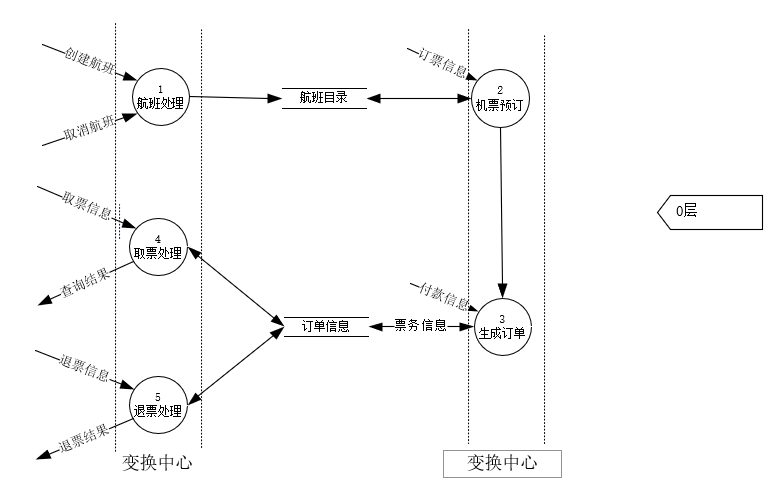 创建航班
订票信息
1
航班处理
航班目录
2
机票预订
取消航班
取票信息
0层
4
取票处理
查询结果
付款信息
订单信息
票务信息
3
生成订单
退票信息
5
退票处理
退票结果
变换中心
变换中心